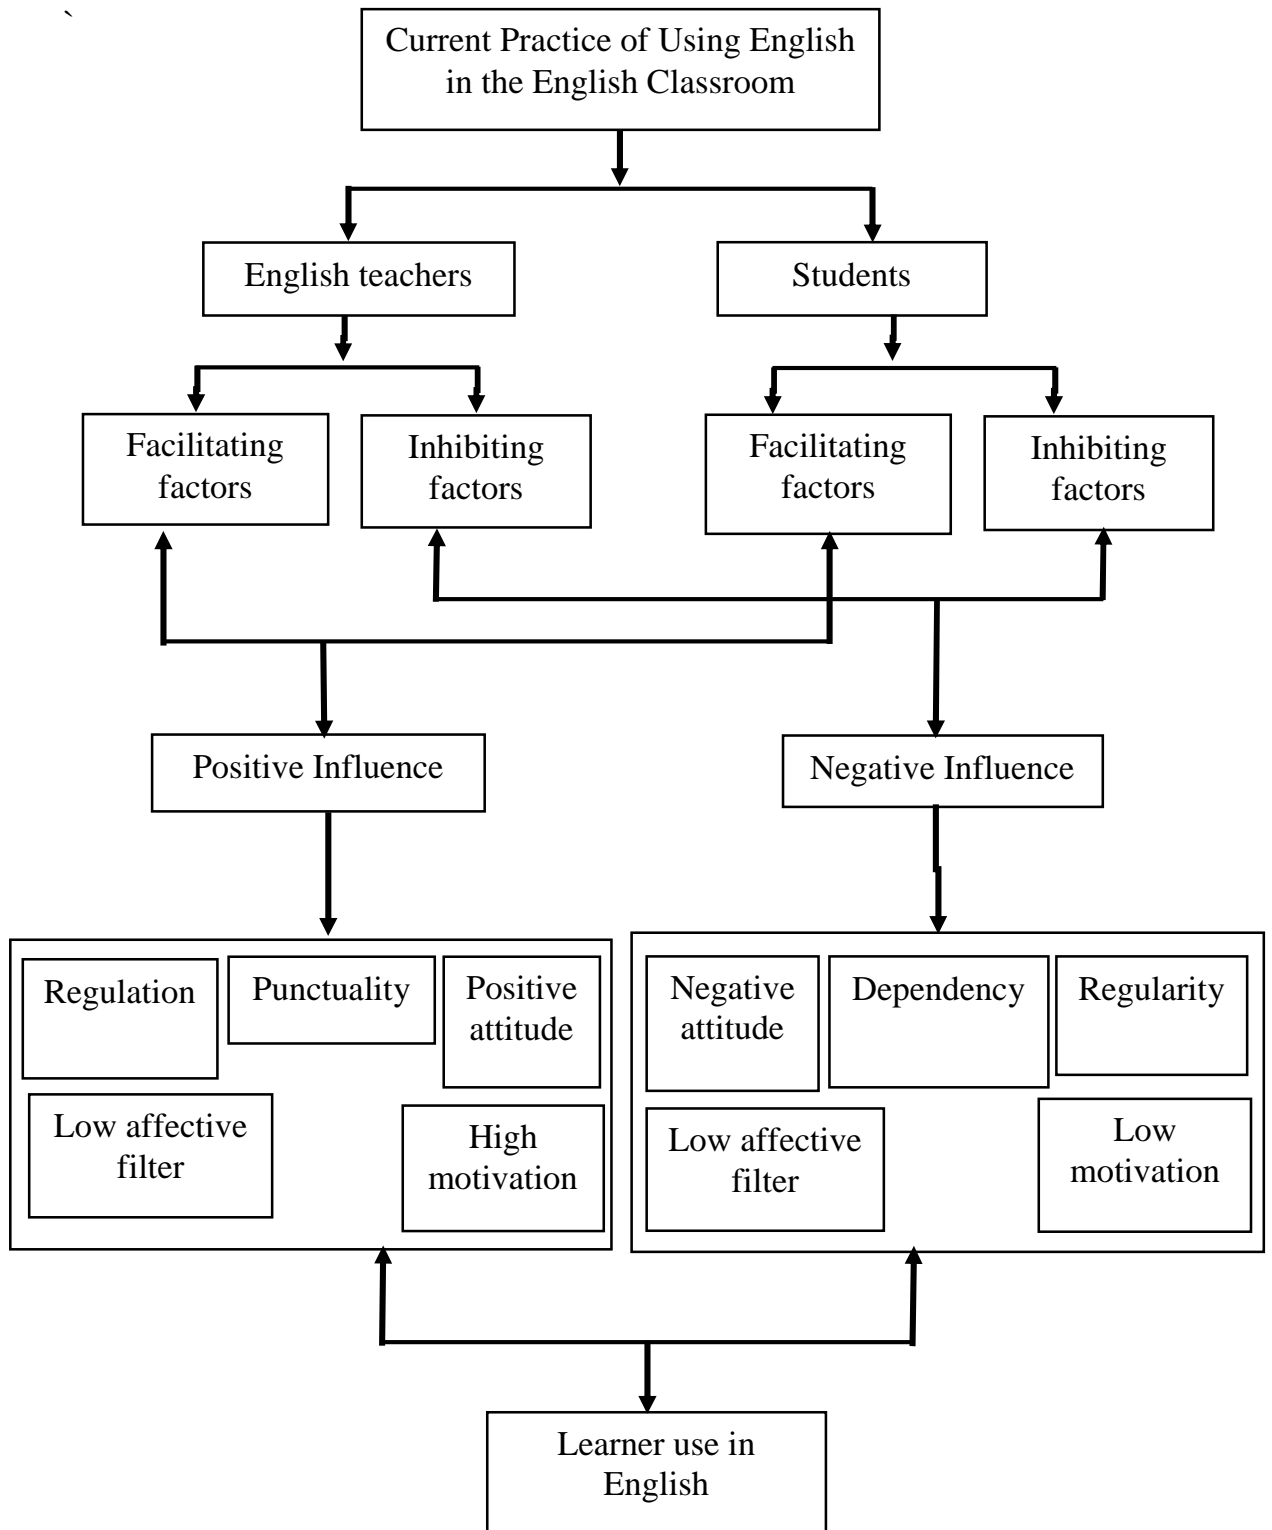 `
Current Practice of Using English
in the English Classroom
English teachers
Students
Facilitating
factors
Inhibiting
factors
Facilitating
factors
Inhibiting
factors
Positive Influence
Negative Influence
Regulation
Punctuality
Positive
attitude
Low affective
filter
High
motivation
Negative
attitude
Dependency
Regularity
Low affective
filter
Low
motivation
Learner use in
English